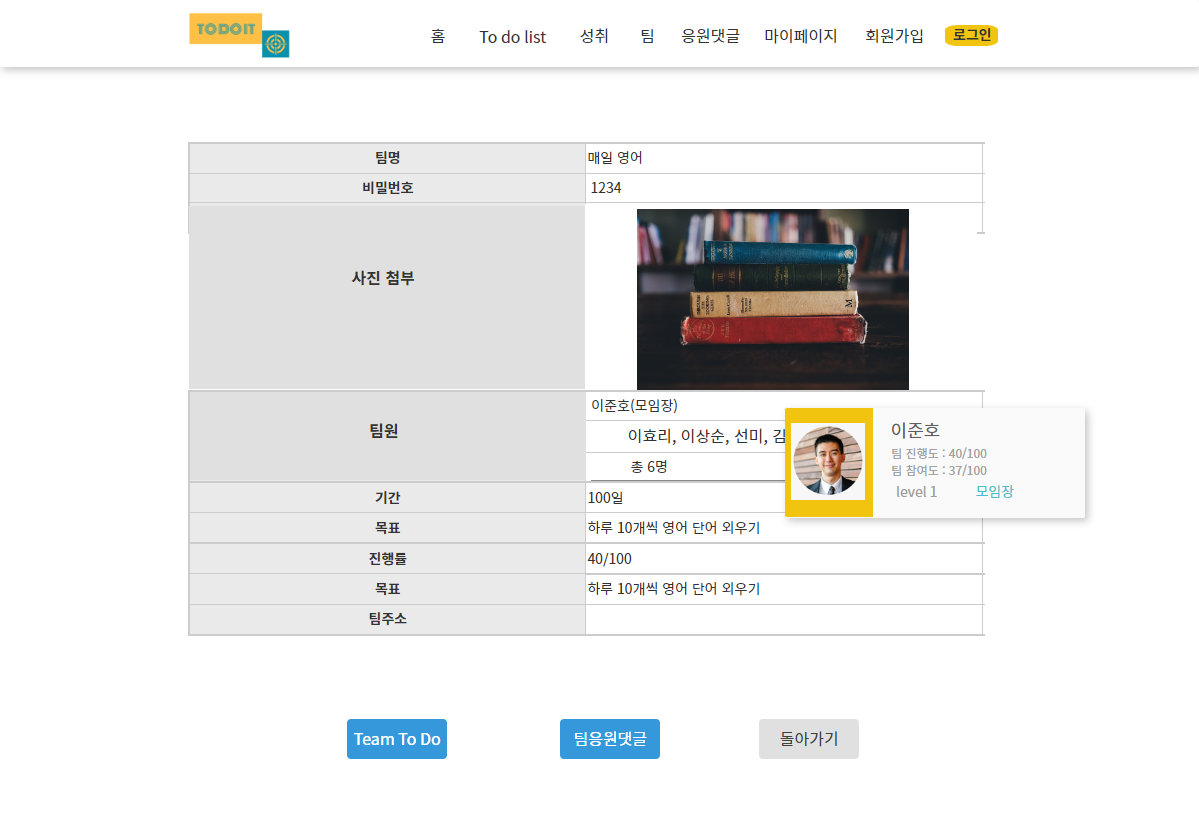 TODOIT
홈 To do list 성취 팀 응원댓글 마이페이지 회원가입 로그인
팀명 매일 영어
비밀번호 1234
사진 첨부
M
팀원 이준호(모임장)
이효리, 이상순, 선미, 김
총 6명
이준호
팀 진행도 : 40/100
팀 참여도 : 37/100
level 1 모임장
기간 100일
목표 하루 10개씩 영어 단어 외우기
진행률 40/100
목표 하루 10개씩 영어 단어 외우기
팀주소
Team To Do 팀응원댓글 돌아가기